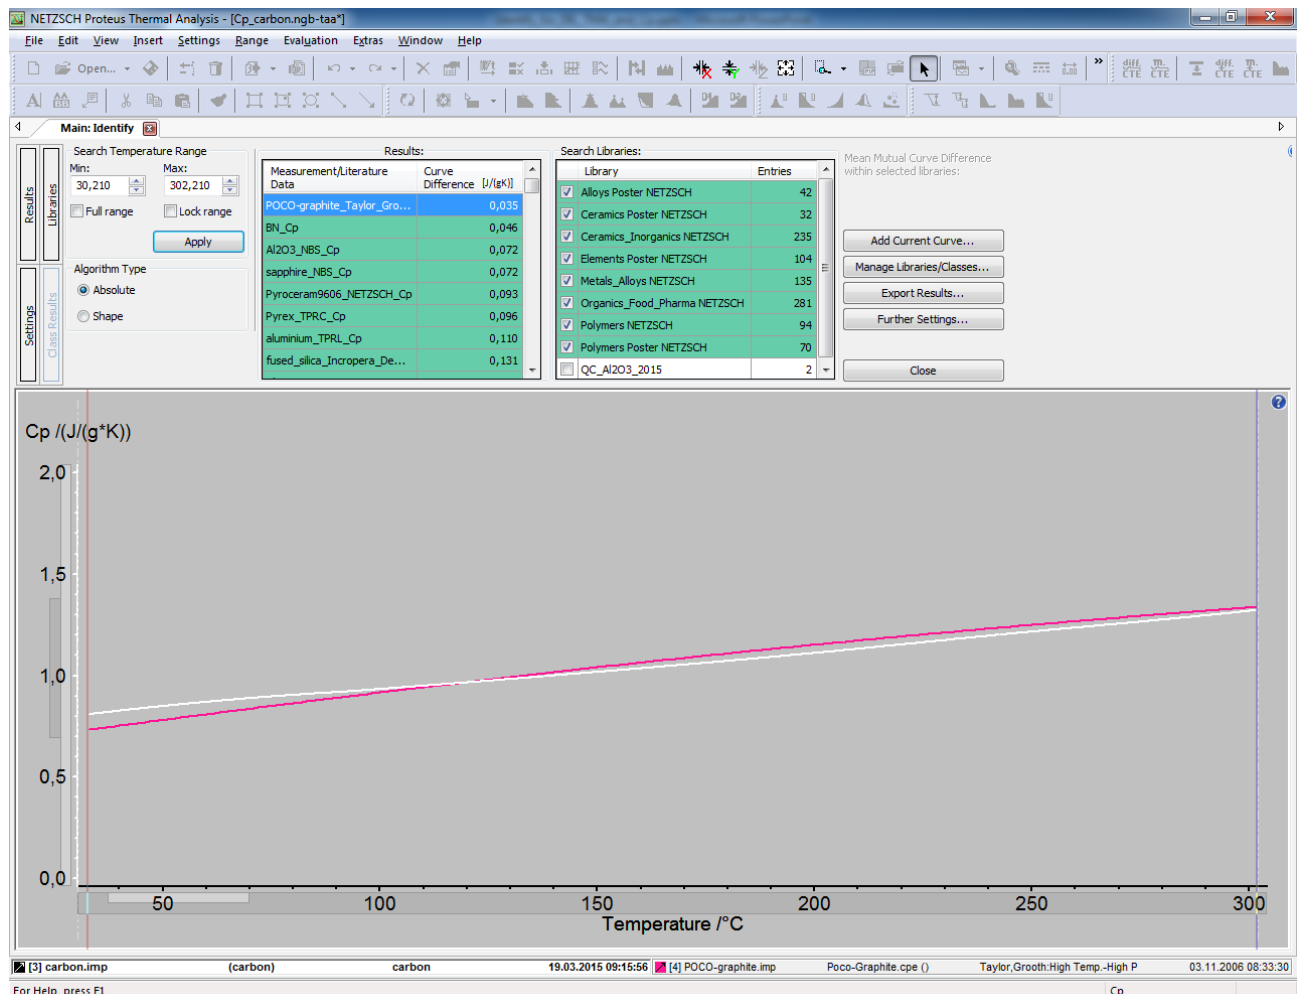 NETZSCH Proteus Thermal Analysis - [Cp_carbon.ngb-taa*]
File Edit View Insert Settings Range Evaluation Extras Window Help
Open...
diff. CTE m. CTE diff. CTE m. CTE
Main: Identify
Results
Libraries
Settings
Class Results
Search Temperature Range
Min: Max:
30,210 302,210
Full range Lock range
Apply
Algorithm Type
Absolute
Shape
Results:
Measurement/Literature Data Curve Difference [J/(gK)]
POCO-graphite_Taylor_Gro... 0,035
BN_Cp 0,046
Al2O3_NBS_Cp 0,072
sapphire_NBS_Cp 0,072
Pyroceram9606_NETZSCH_Cp 0,093
Pyrex_TPRC_Cp 0,096
aluminium_TPRL_Cp 0,110
fused_silica_Incropera_De... 0,131
Search Libraries:
Library Entries
Alloys Poster NETZSCH 42
Ceramics Poster NETZSCH 32
Ceramics_Inorganics NETZSCH 235
Elements Poster NETZSCH 104
Metals_Alloys NETZSCH 135
Organics_Food_Pharma NETZSCH 281
Polymers NETZSCH 94
Polymers Poster NETZSCH 70
QC_Al2O3_2015 2
Mean Mutual Curve Difference
within selected libraries:
Add Current Curve...
Manage Libraries/Classes...
Export Results...
Further Settings...
Close
Cp /(J/(g*K))
2,0
1,5
1,0
0,5
0,0
50 100 150 200 250 300
Temperature /°C
[3] carbon.imp (carbon) carbon 19.03.2015 09:15:56 [4] POCO-graphite.imp Poco-Graphite.cpe () Taylor,Grooth:High Temp.-High P 03.11.2006 08:33:30
For Help, press F1 Cp